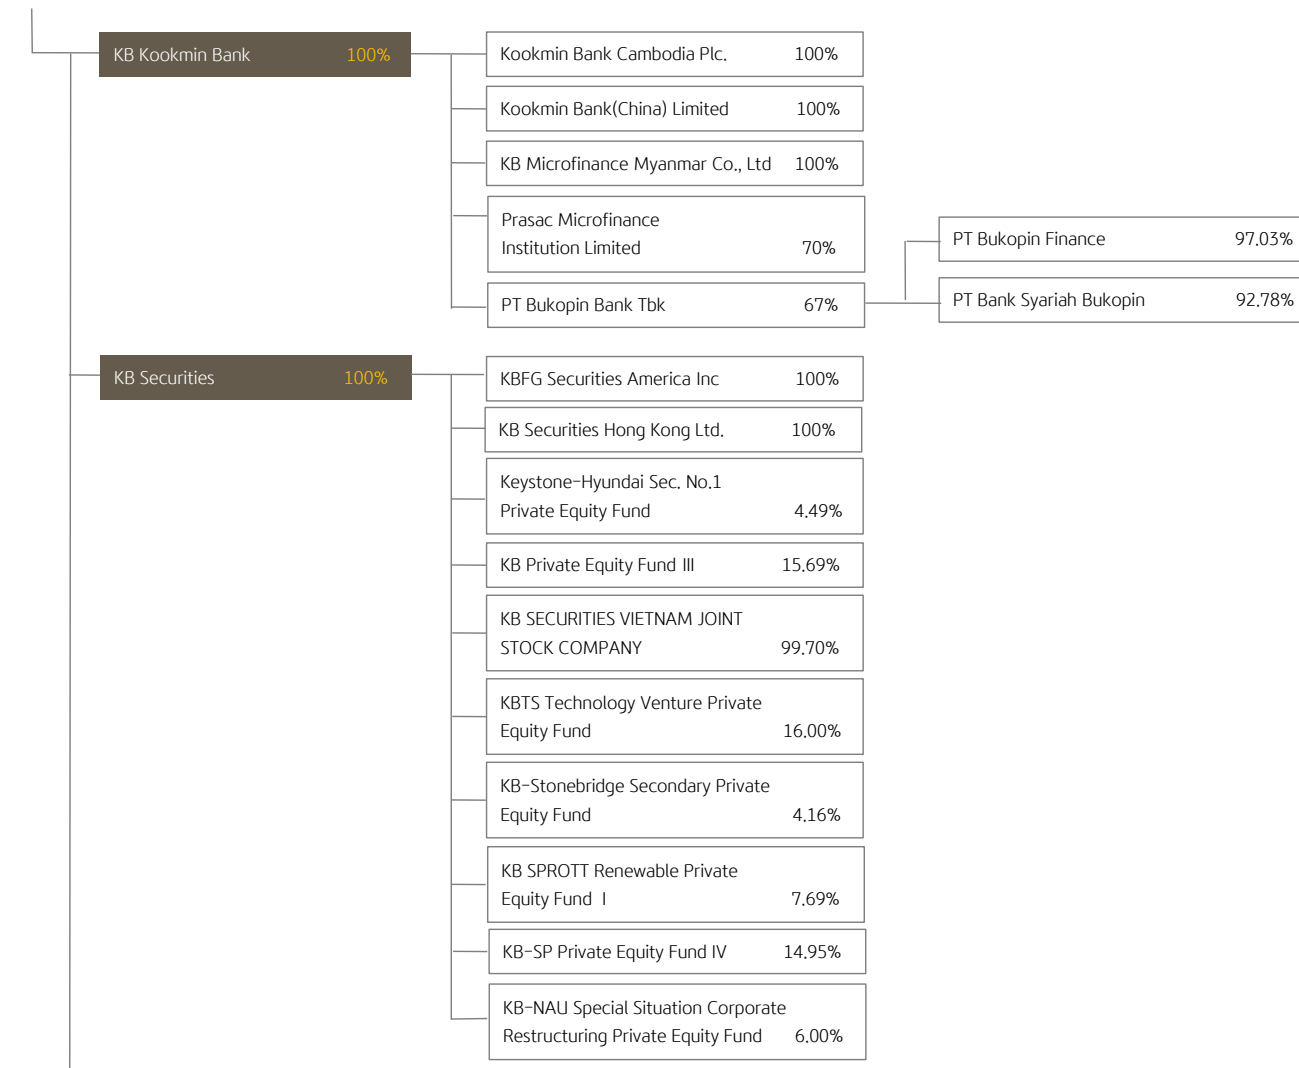 KB Kookmin Bank 100%
Kookmin Bank Cambodia Plc. 100%
Kookmin Bank(China) Limited 100%
KB Microfinance Myanmar Co., Ltd 100%
Prasac Microfinance
Institution Limited 70%
PT Bukopin Bank Tbk 67%
PT Bukopin Finance 97.03%
PT Bank Syariah Bukopin 92.78%
KB Securities 100%
KBFG Securities America Inc 100%
KB Securities Hong Kong Ltd. 100%
Keystone-Hyundai Sec. No.1
Private Equity Fund 4.49%
KB Private Equity Fund III 15.69%
KB SECURITIES VIETNAM JOINT
STOCK COMPANY 99.70%
KBTS Technology Venture Private
Equity Fund 16.00%
KB-Stonebridge Secondary Private
Equity Fund 4.16%
KB SPROTT Renewable Private
Equity Fund I 7.69%
KB-SP Private Equity Fund IV 14.95%
KB-NAU Special Situation Corporate
Restructuring Private Equity Fund 6.00%